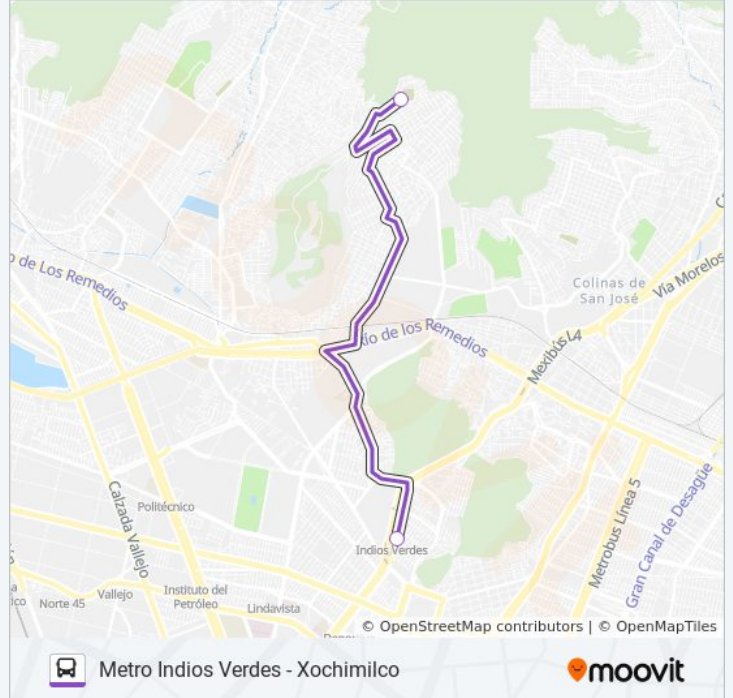 o de Los Remedios
Colinas de
San José
Vía Morelos
Río de los Remedios
Mexibús L4
Calzada Vallejo
Politécnico
Indios Verdes
Metrobus Línea 5
Gran Canal de Desagüe
Norte 45
Vallejo
Instituto del
Petróleo
Lindavista
© OpenStreetMap contributors | © OpenMapTiles
Metro Indios Verdes - Xochimilco
moovit